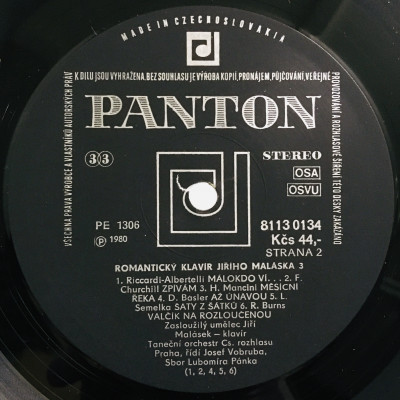 MADE IN CZECHOSLOVAKIA
VŠECHNA PRÁVA VÝROBCE A VLASTNÍKŮ AUTORSKÝCH PRÁV
K DÍLU JSOU VYHRAŽENA. BEZ SOUHLASU JE VÝROBA KOPIÍ, PRONÁJEM, PŮJČOVÁNÍ, VEŘEJNÉ
PROVOZOVÁNÍ A ROZHLASOVÉ ŠÍŘENÍ TÉTO DESKY ZAKÁZÁNO
PANTON
33 STEREO
OSA
OSVU
PE 1306 8113 0134
Ⓟ 1980 Kčs 44,-
STRANA 2
ROMANTICKÝ KLAVÍR JIŘÍHO MALÁSKA 3
1. Riccardi-Albertelli MÁLOKDO VÍ... 2. F.
Churchill ZPÍVÁM 3. H. Mancini MĚSÍČNÍ
ŘEKA 4. D. Basler AŽ ÚNAVOU 5. L.
Semelka ŠATY Z ŠÁTKŮ 6. R. Burns
VALČÍK NA ROZLOUČENOU
Zasloužilý umělec Jiří
Malásek – klavír
Taneční orchestr Čs. rozhlasu
Praha, řídí Josef Vobruba,
Sbor Lubomíra Pánka
(1, 2, 4, 5, 6)